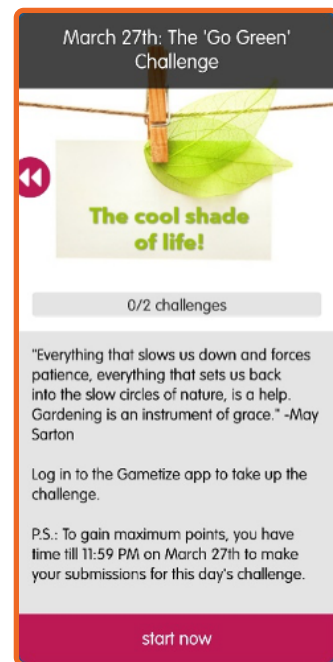 March 27th: The 'Go Green'
Challenge
The cool shade
of life!
0/2 challenges
"Everything that slows us down and forces
patience, everything that sets us back
into the slow circles of nature, is a help.
Gardening is an instrument of grace." -May
Sarton
Log in to the Gametize app to take up the
challenge.
P.S.: To gain maximum points, you have
time till 11:59 PM on March 27th to make
your submissions for this day's challenge.
start now